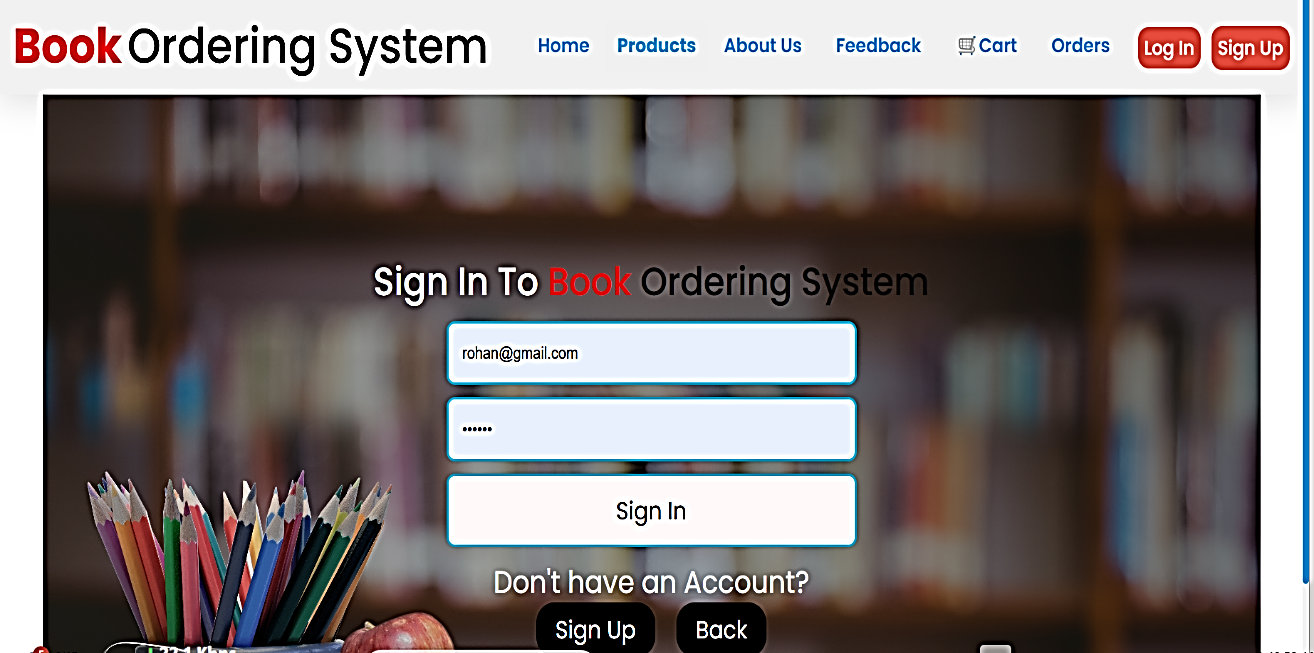 Book Ordering System Home Products About Us Feedback Cart Orders Log In Sign Up
Sign In To Book Ordering System
rohan@gmail.com
••••••
Sign In
Don't have an Account?
Sign Up Back